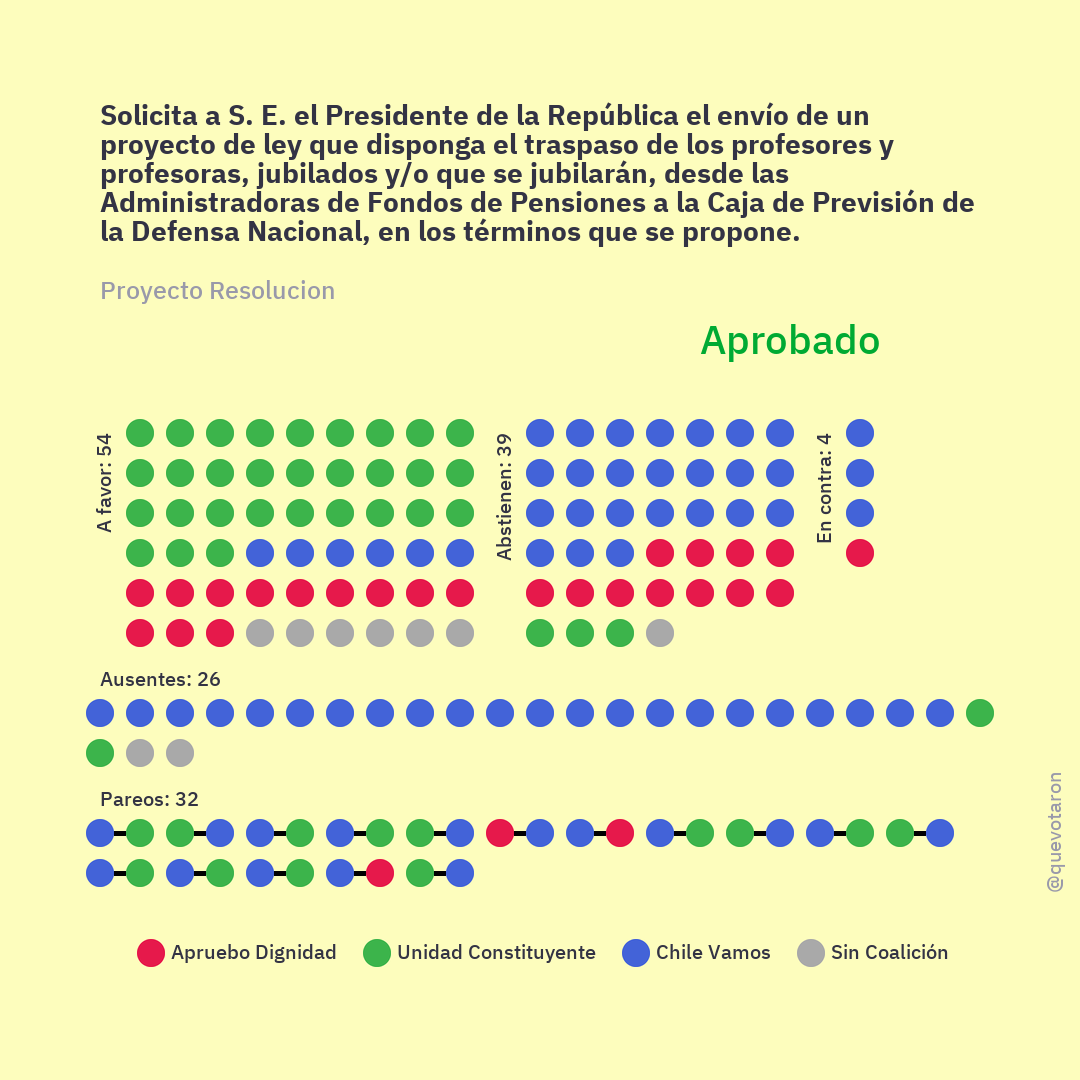 Solicita a S. E. el Presidente de la República el envío de un
proyecto de ley que disponga el traspaso de los profesores y
profesoras, jubilados y/o que se jubilarán, desde las
Administradoras de Fondos de Pensiones a la Caja de Previsión de
la Defensa Nacional, en los términos que se propone.
Proyecto Resolucion
Aprobado
A favor: 54
Abstienen: 39
En contra: 4
Ausentes: 26
Pareos: 32
@quevotaron
Apruebo Dignidad
Unidad Constituyente
Chile Vamos
Sin Coalición